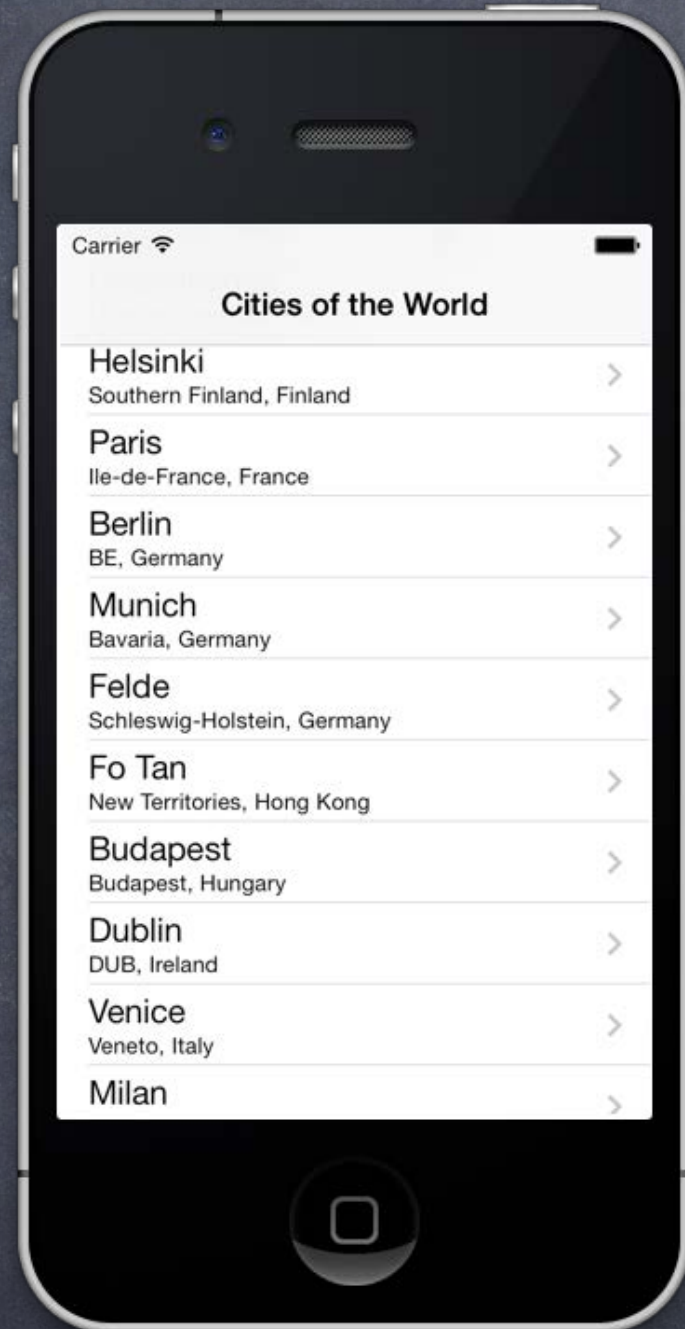 Carrier
Cities of the World
Helsinki
Southern Finland, Finland
Paris
Ile-de-France, France
Berlin
BE, Germany
Munich
Bavaria, Germany
Felde
Schleswig-Holstein, Germany
Fo Tan
New Territories, Hong Kong
Budapest
Budapest, Hungary
Dublin
DUB, Ireland
Venice
Veneto, Italy
Milan